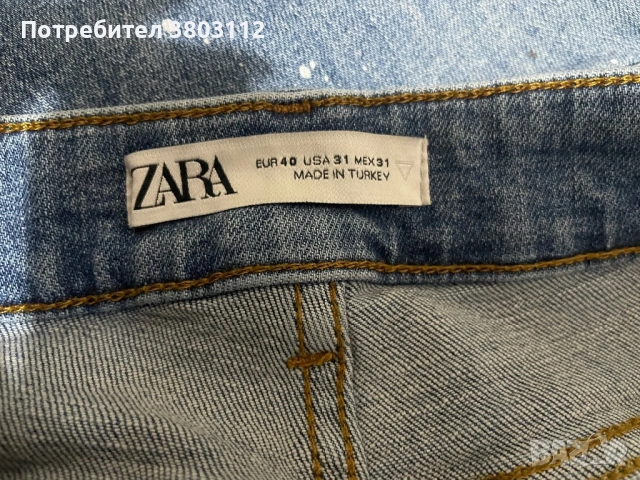 Потребител 3803112
ZARA
EUR 40 USA 31 MEX 31
MADE IN TURKEY